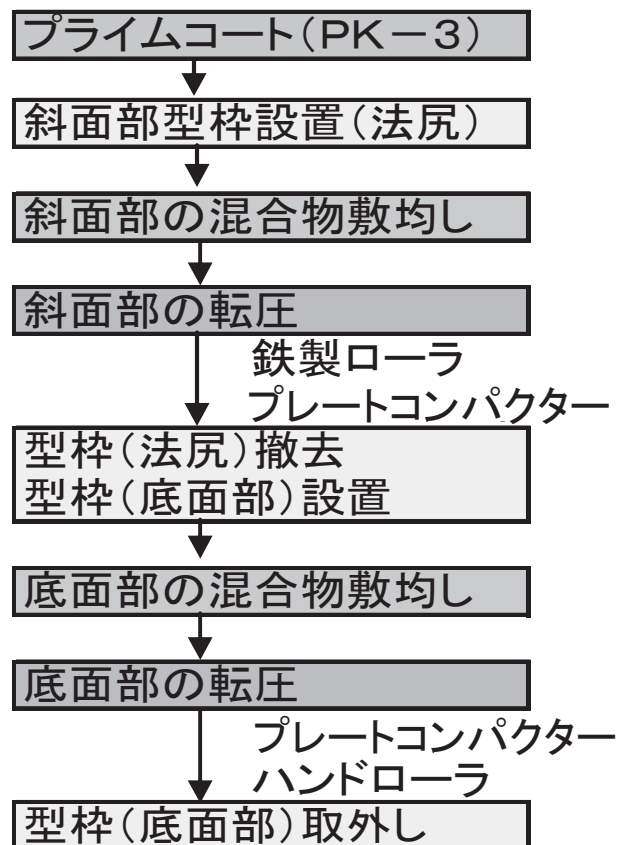 プライムコート(PK－3)
斜面部型枠設置(法尻)
斜面部の混合物敷均し
斜面部の転圧
鉄製ローラ
プレートコンパクター
型枠(法尻)撤去
型枠(底面部)設置
底面部の混合物敷均し
底面部の転圧
プレートコンパクター
ハンドローラ
型枠(底面部)取外し